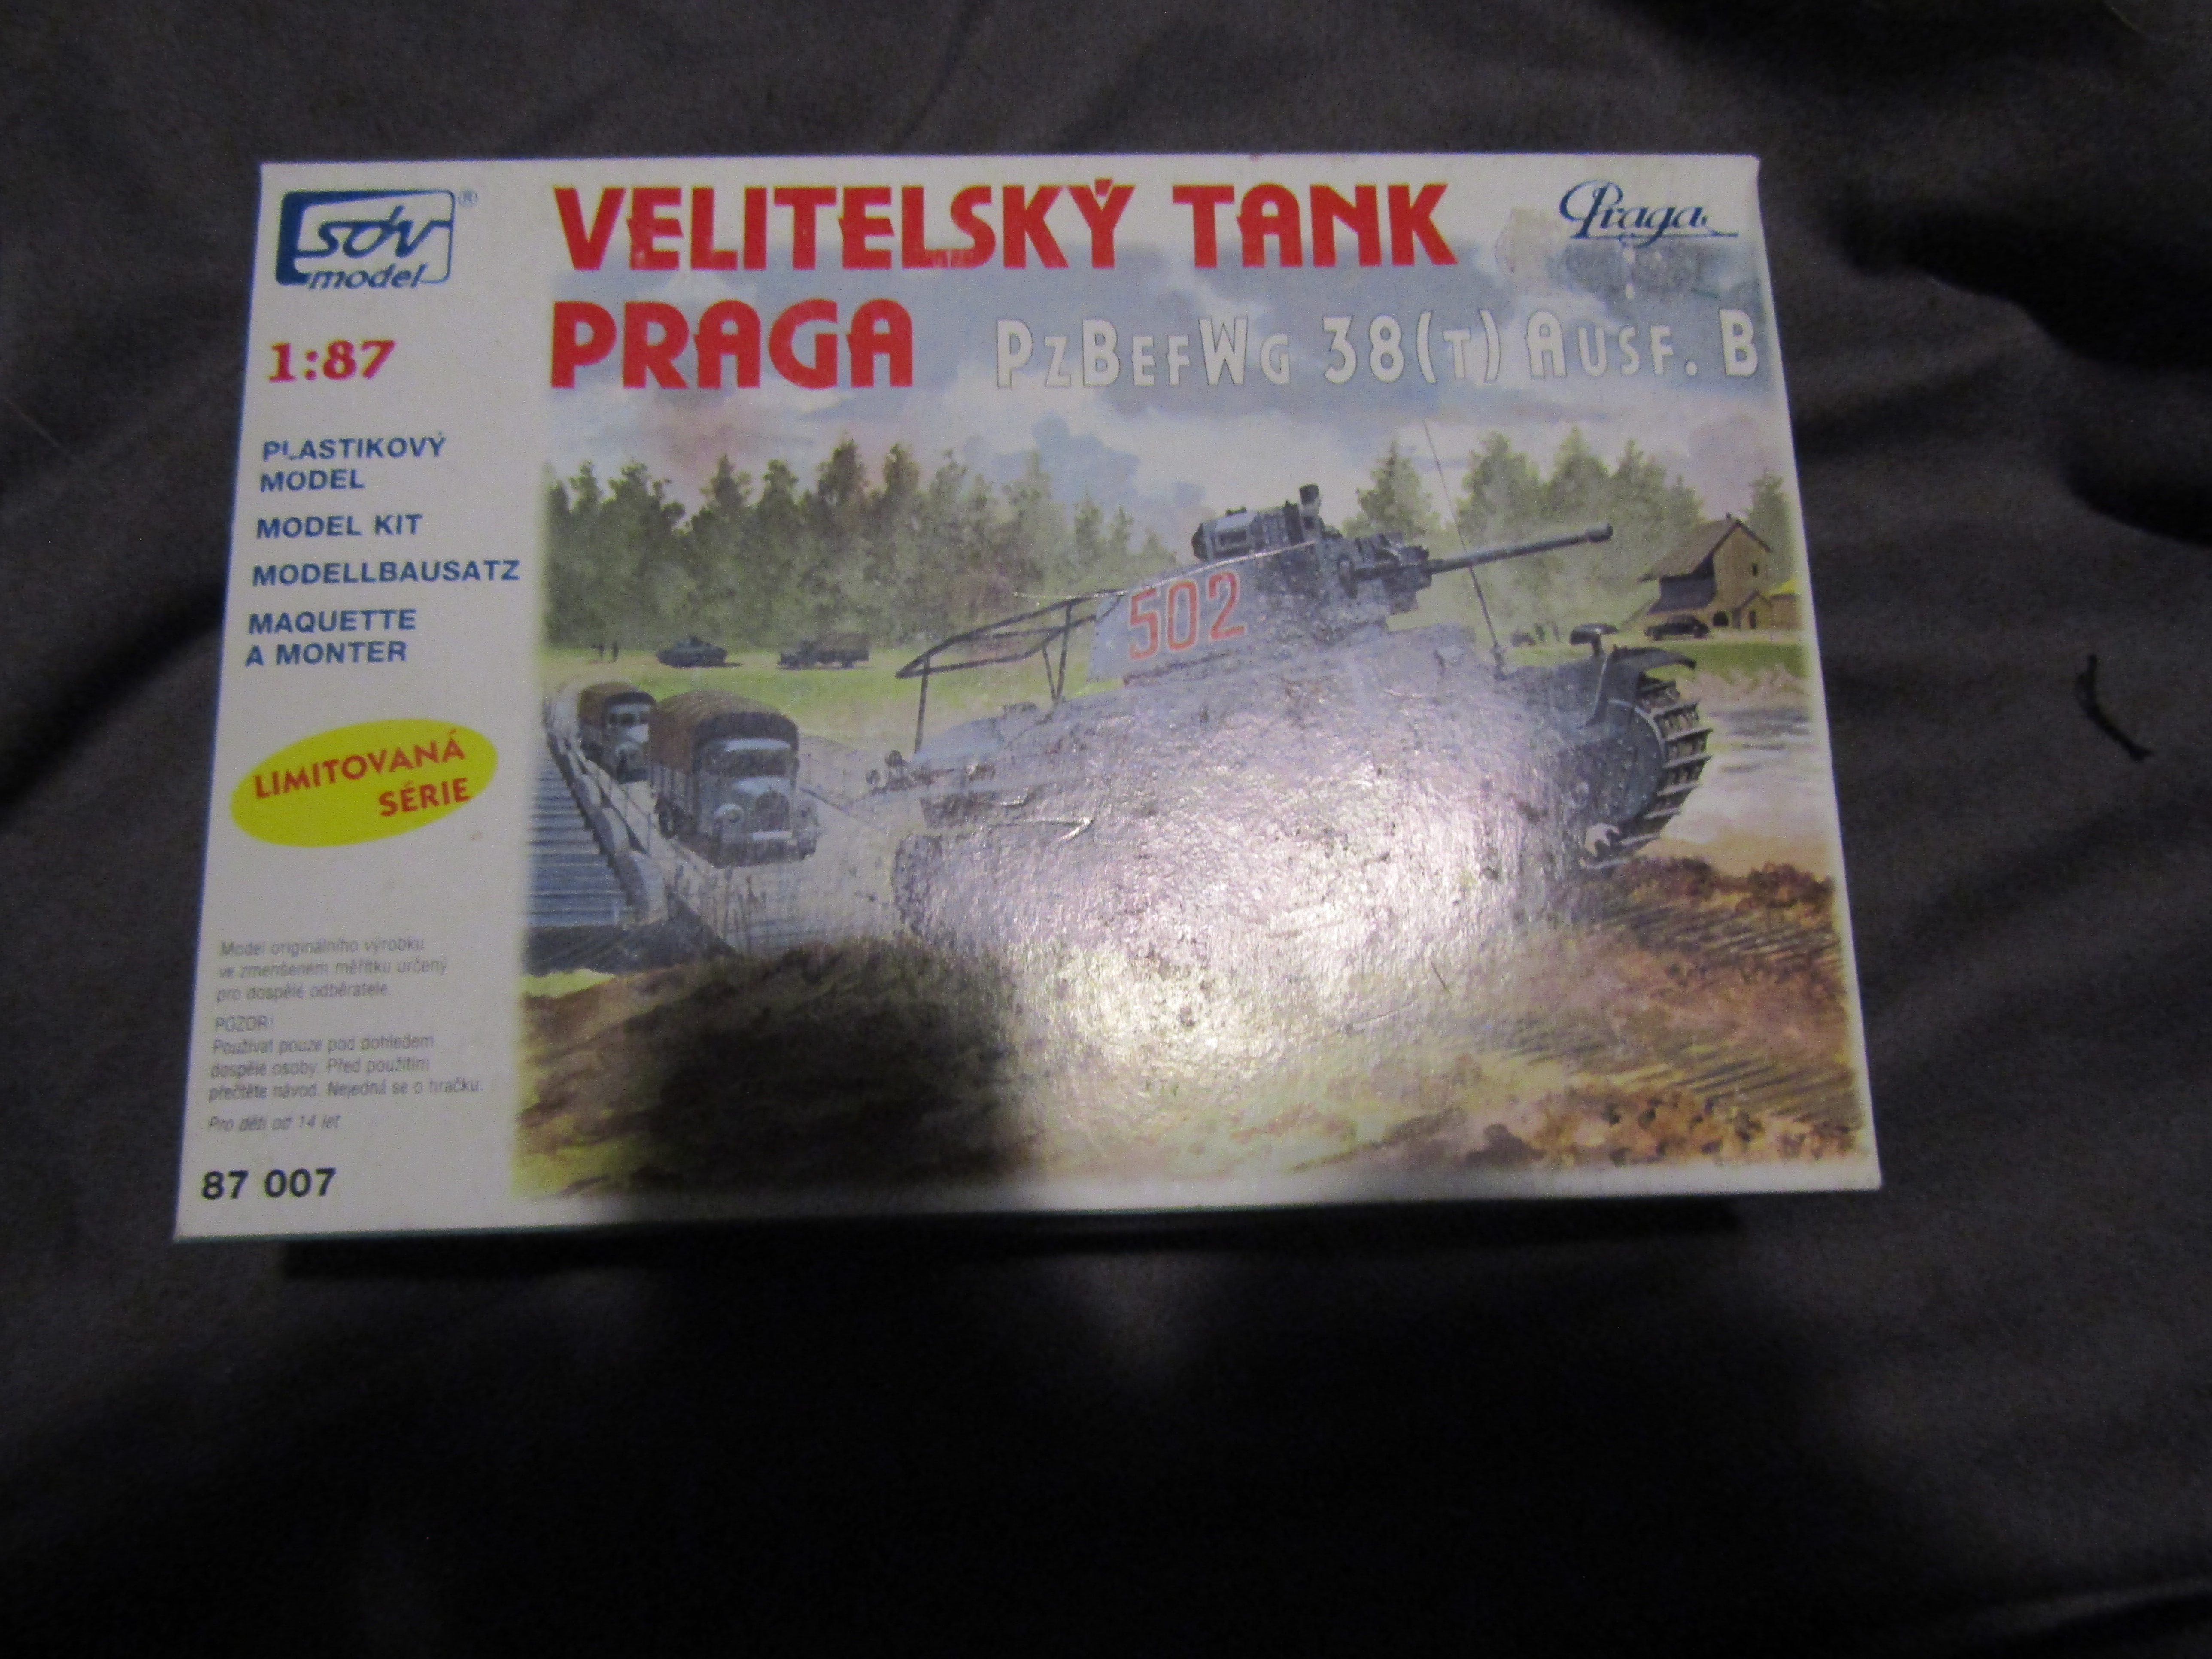 sdv
model
®
VELITELSKÝ TANK
PRAGA
Praga
PZBEFWG 38(T) AUSF. B
1:87
PLASTIKOVÝ
MODEL
MODEL KIT
MODELLBAUSATZ
MAQUETTE
A MONTER
LIMITOVANÁ
SÉRIE
502
Model originálního výrobku
ve zmenšeném měřítku určený
pro dospělé odběratele.
POZOR!
Používat pouze pod dohledem
dospělé osoby. Před použitím
přečtěte návod. Nejedná se o hračku.
Pro děti od 14 let
87 007